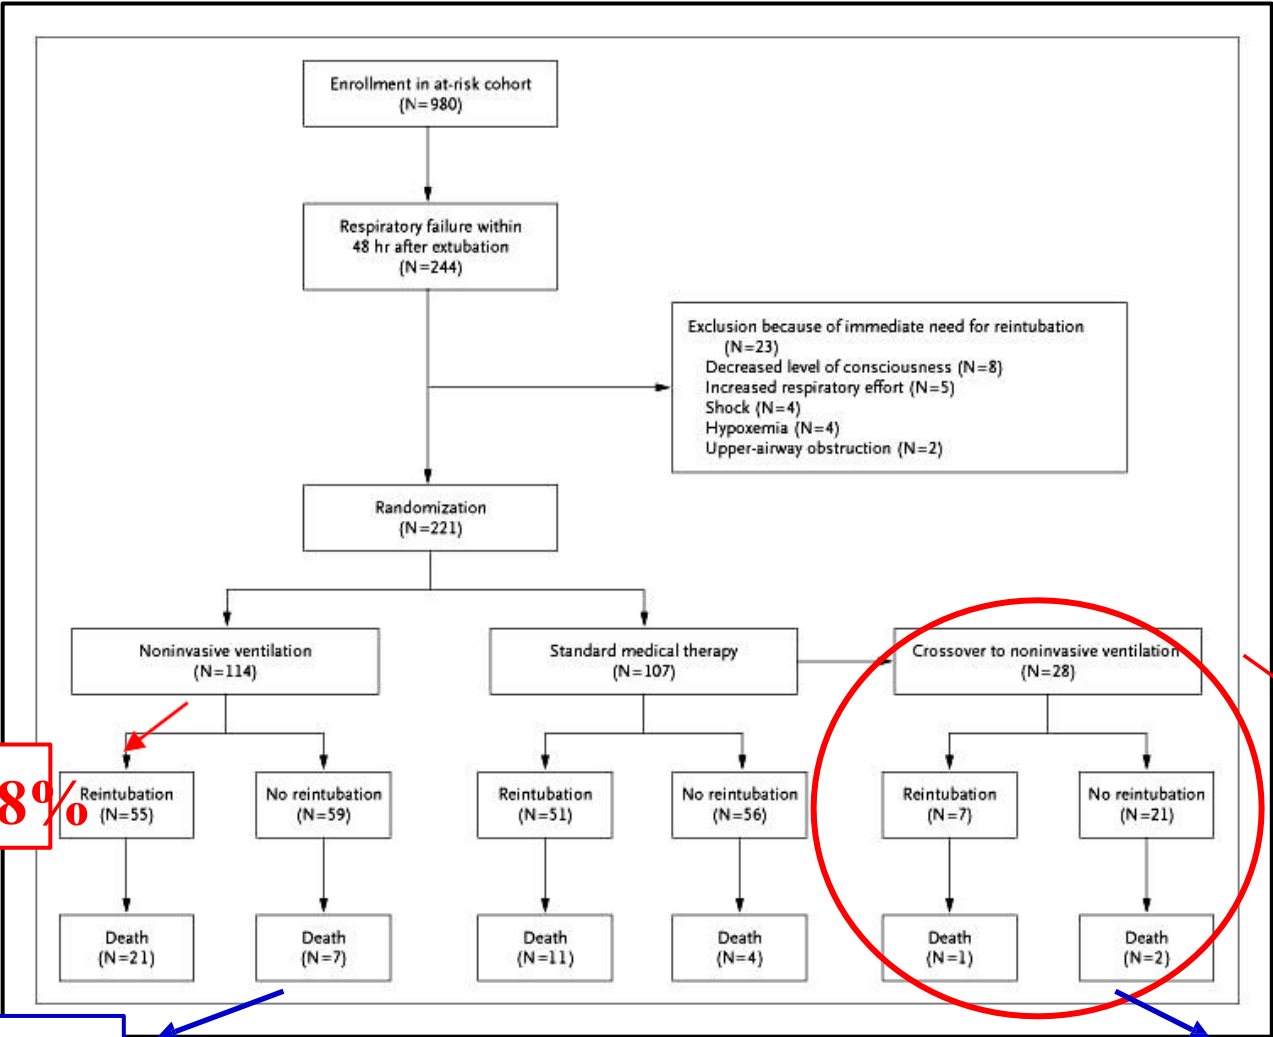 Enrollment in at-risk cohort
(N=980)
Respiratory failure within
48 hr after extubation
(N=244)
Exclusion because of immediate need for reintubation
(N=23)
Decreased level of consciousness (N=8)
Increased respiratory effort (N=5)
Shock (N=4)
Hypoxemia (N=4)
Upper-airway obstruction (N=2)
Randomization
(N=221)
Noninvasive ventilation
(N=114)
Standard medical therapy
(N=107)
Crossover to noninvasive ventilation
(N=28)
8%
Reintubation
(N=55)
No reintubation
(N=59)
Reintubation
(N=51)
No reintubation
(N=56)
Reintubation
(N=7)
No reintubation
(N=21)
Death
(N=21)
Death
(N=7)
Death
(N=11)
Death
(N=4)
Death
(N=1)
Death
(N=2)